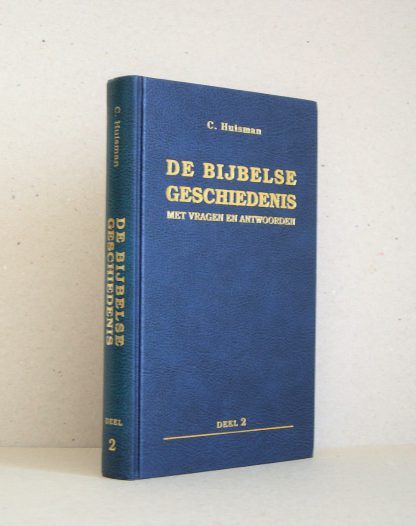 C. Huisman
DE BIJBELSE
GESCHIEDENIS
MET VRAGEN EN ANTWOORDEN
DEEL 2
C. Huisman
DE BIJBELSE
GESCHIEDENIS
DEEL
2